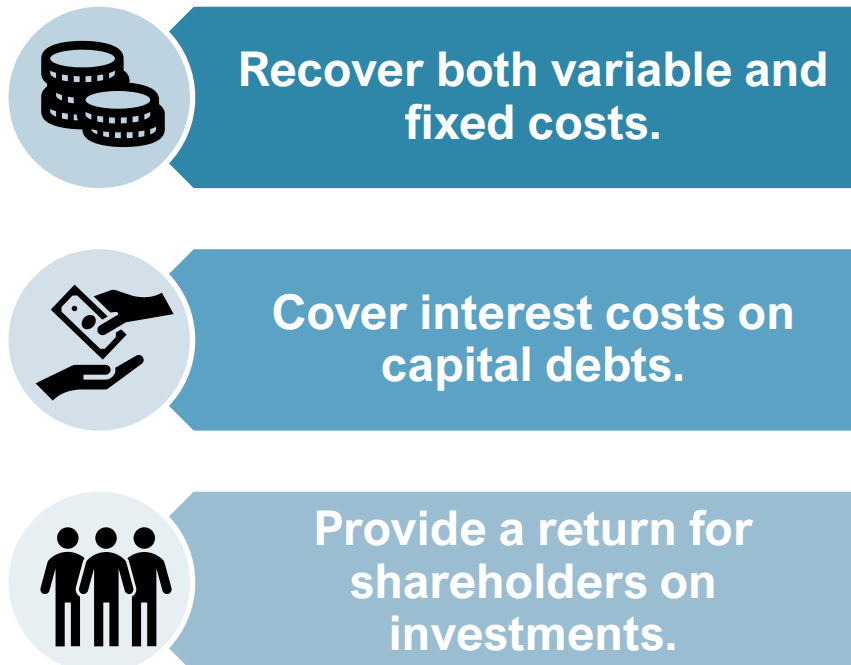 Recover both variable and
fixed costs.
Cover interest costs on
capital debts.
Provide a return for
shareholders on
investments.